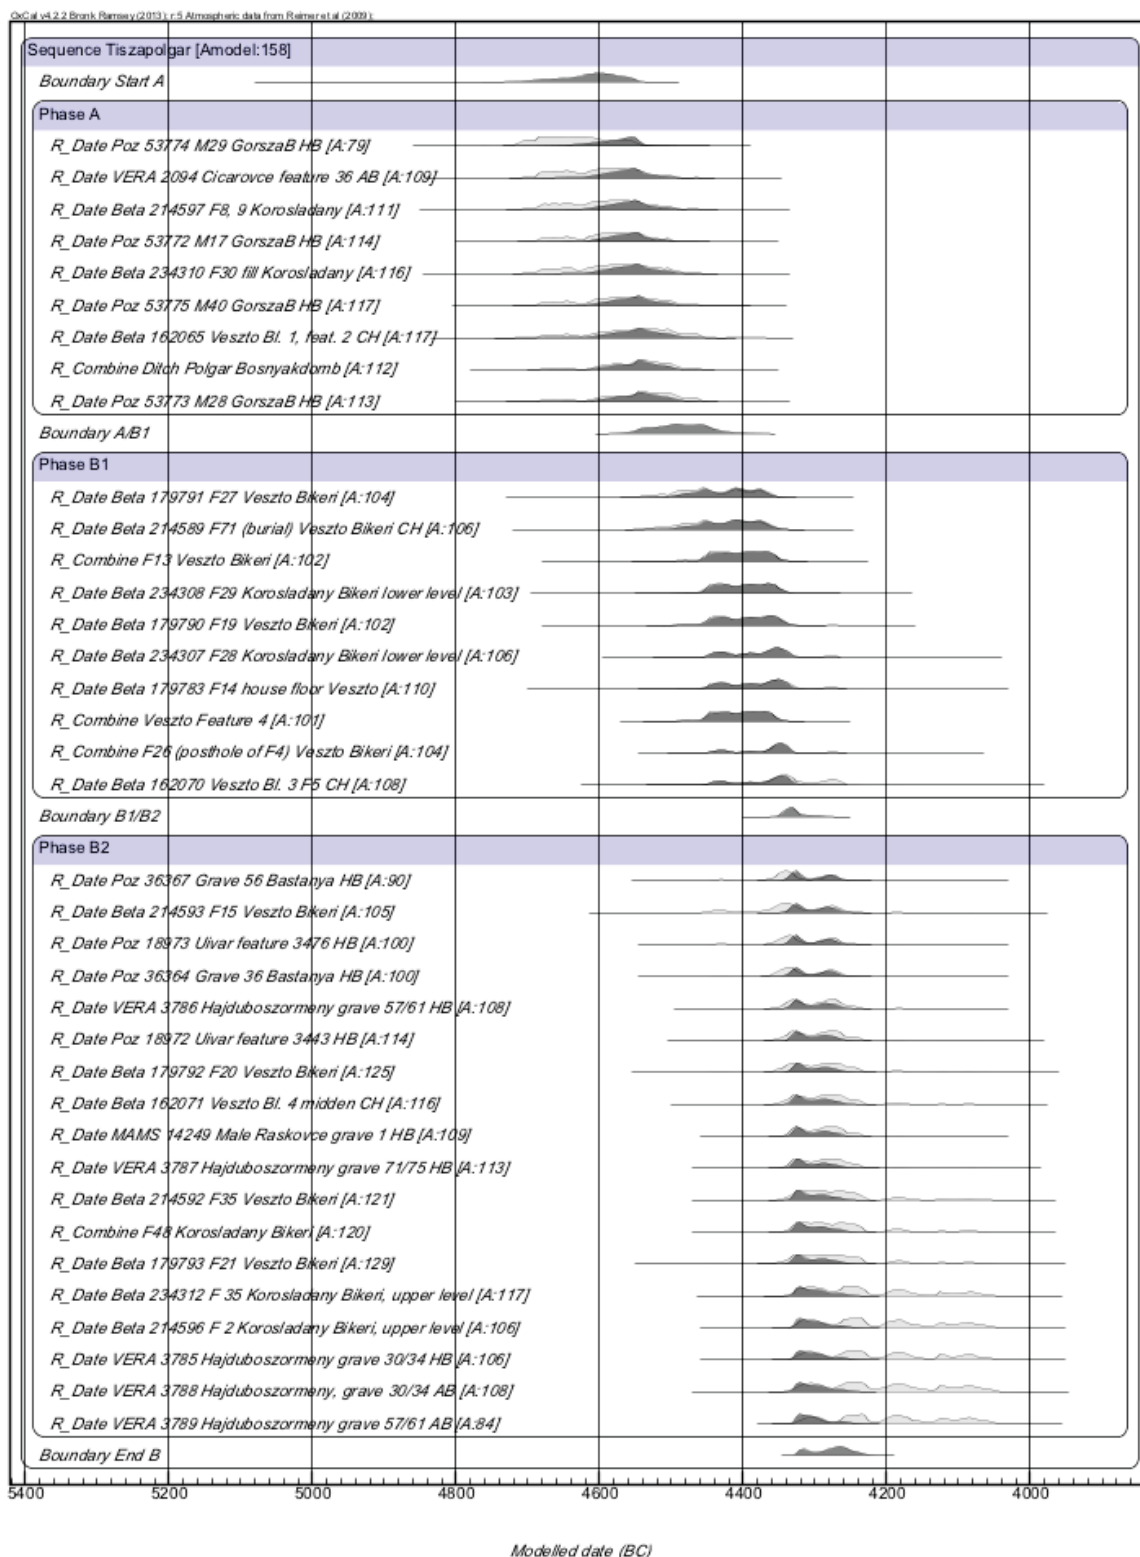 OxCal v4.2.2 Bronk Ramsey (2013); r:5 Atmospheric data from Reimer et al (2009);
Sequence Tiszapolgar [Amodel:158]
Boundary Start A
Phase A
R_Date Poz 53774 M29 GorszaB HB [A:79]
R_Date VERA 2094 Cicarovce feature 36 AB [A:109]
R_Date Beta 214597 F8, 9 Korosladany [A:111]
R_Date Poz 53772 M17 GorszaB HB [A:114]
R_Date Beta 234310 F30 fill Korosladany [A:116]
R_Date Poz 53775 M40 GorszaB HB [A:117]
R_Date Beta 162065 Veszto Bl. 1, feat. 2 CH [A:117]
R_Combine Ditch Polgar Bosnyakdomb [A:112]
R_Date Poz 53773 M28 GorszaB HB [A:113]
Boundary A/B1
Phase B1
R_Date Beta 179791 F27 Veszto Bikeri [A:104]
R_Date Beta 214589 F71 (burial) Veszto Bikeri CH [A:106]
R_Combine F13 Veszto Bikeri [A:102]
R_Date Beta 234308 F29 Korosladany Bikeri lower level [A:103]
R_Date Beta 179790 F19 Veszto Bikeri [A:102]
R_Date Beta 234307 F28 Korosladany Bikeri lower level [A:106]
R_Date Beta 179783 F14 house floor Veszto [A:110]
R_Combine Veszto Feature 4 [A:101]
R_Combine F26 (posthole of F4) Veszto Bikeri [A:104]
R_Date Beta 162070 Veszto Bl. 3 F5 CH [A:108]
Boundary B1/B2
Phase B2
R_Date Poz 36367 Grave 56 Bastanya HB [A:90]
R_Date Beta 214593 F15 Veszto Bikeri [A:105]
R_Date Poz 18973 Uivar feature 3476 HB [A:100]
R_Date Poz 36364 Grave 36 Bastanya HB [A:100]
R_Date VERA 3786 Hajduboszormeny grave 57/61 HB [A:108]
R_Date Poz 18972 Uivar feature 3443 HB [A:114]
R_Date Beta 179792 F20 Veszto Bikeri [A:125]
R_Date Beta 162071 Veszto Bl. 4 midden CH [A:116]
R_Date MAMS 14249 Male Raskovce grave 1 HB [A:109]
R_Date VERA 3787 Hajduboszormeny grave 71/75 HB [A:113]
R_Date Beta 214592 F35 Veszto Bikeri [A:121]
R_Combine F48 Korosladany Bikeri [A:120]
R_Date Beta 179793 F21 Veszto Bikeri [A:129]
R_Date Beta 234312 F 35 Korosladany Bikeri, upper level [A:117]
R_Date Beta 214596 F 2 Korosladany Bikeri, upper level [A:106]
R_Date VERA 3785 Hajduboszormeny grave 30/34 HB [A:106]
R_Date VERA 3788 Hajduboszormeny, grave 30/34 AB [A:108]
R_Date VERA 3789 Hajduboszormeny grave 57/61 AB [A:84]
Boundary End B
5400 5200 5000 4800 4600 4400 4200 4000
Modelled date (BC)